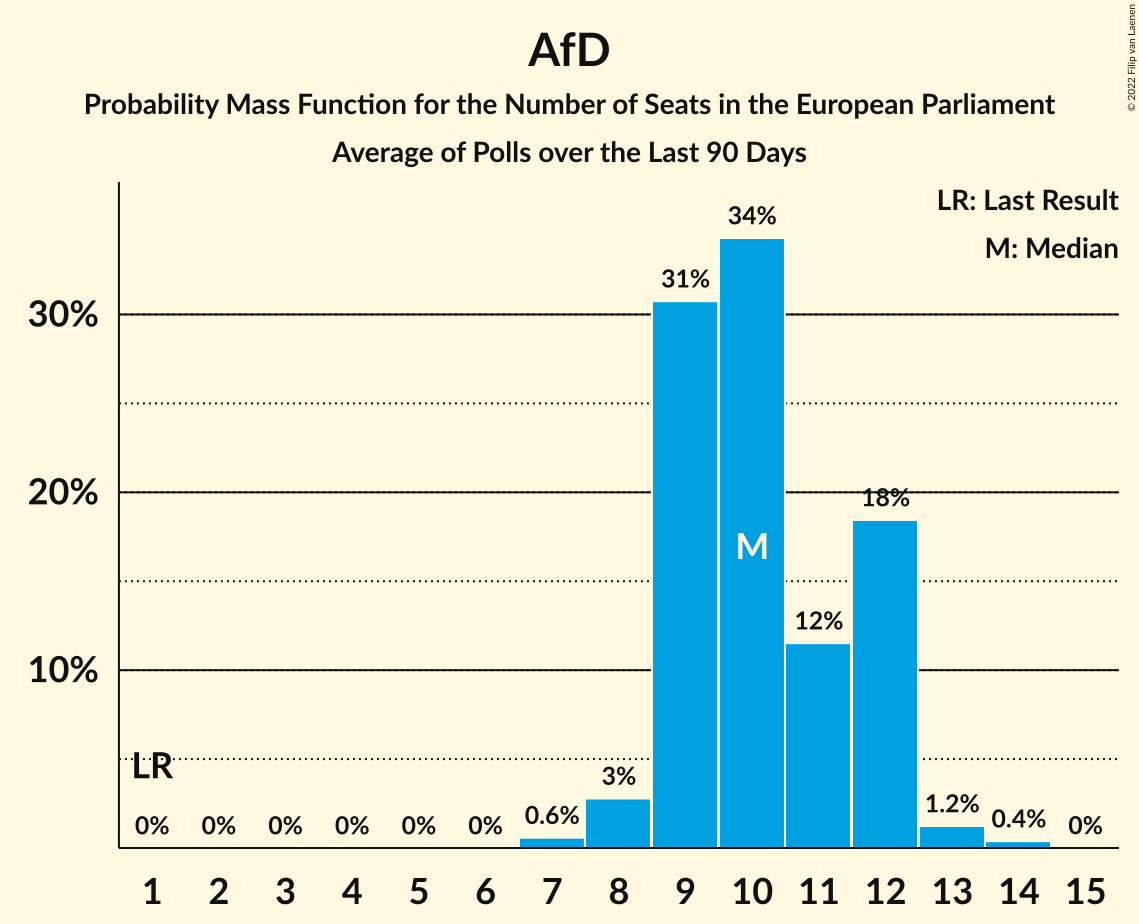 AfD
Probability Mass Function for the Number of Seats in the European Parliament
Average of Polls over the Last 90 Days
© 2022 Filip van Laenen
LR: Last Result
M: Median
34%
31%
30%
20%
18%
M
12%
10%
LR
3%
1.2%
0.6%
0.4%
0% 0% 0% 0% 0% 0% 0%
1 2 3 4 5 6 7 8 9 10 11 12 13 14 15